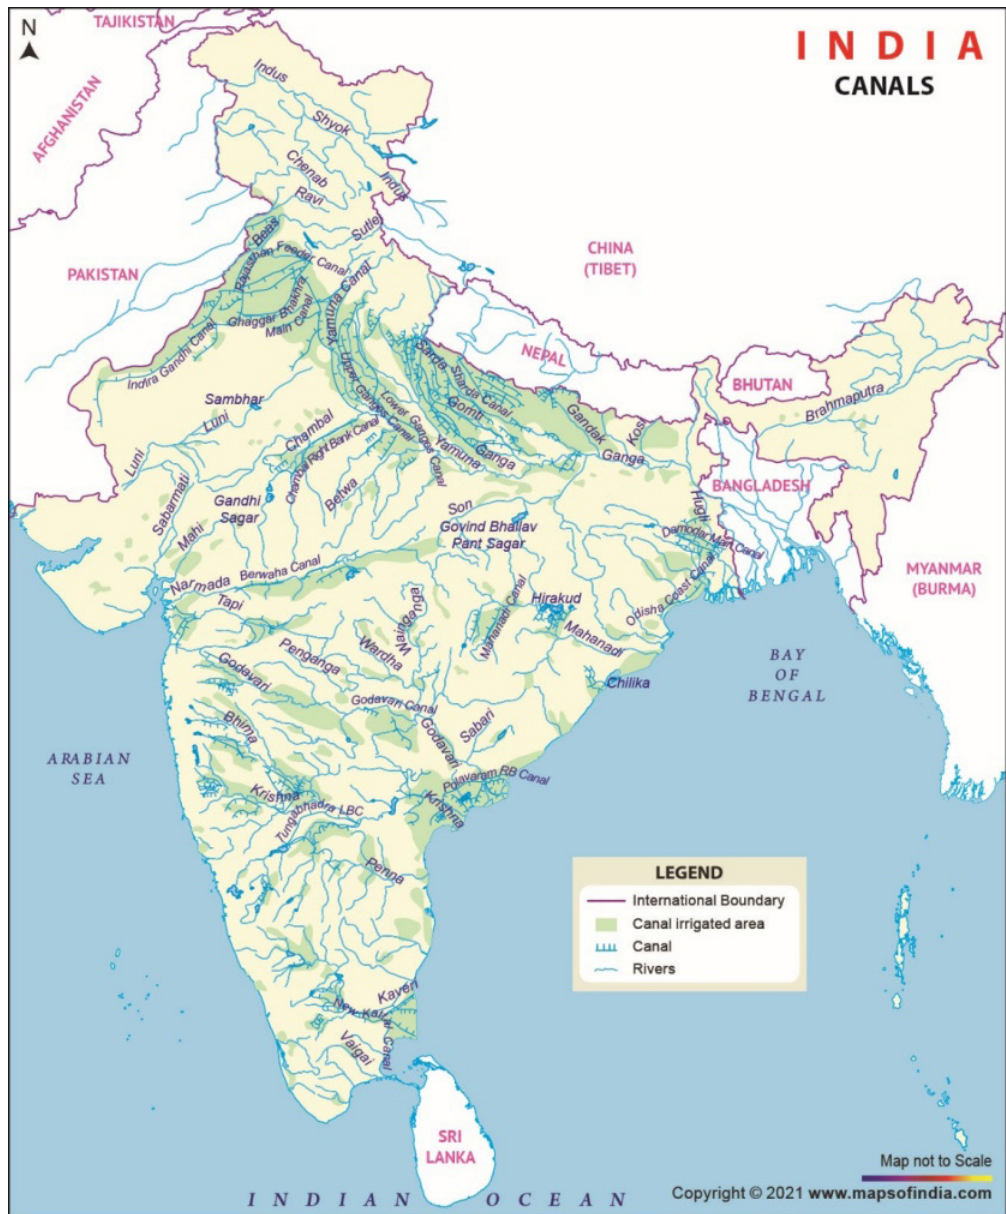 N
INDIA
CANALS
TAJIKISTAN
AFGHANISTAN
PAKISTAN
CHINA
(TIBET)
NEPAL
BHUTAN
BANGLADESH
MYANMAR
(BURMA)
SRI
LANKA
Indus
Shyok
Indus
Chenab
Ravi
Sutlej
Beas
Rajasthan Feeder Canal
Ghaggar Bhakhra
Main Canal
Indira Gandhi Canal
Yamuna Canal
Upper Ganges Canal
Lower Ganges Canal
Sarda
Sharda Canal
Gomti
Gandak
Kosi
Ganga
Ganga
Yamuna
Brahmaputra
Sambhar
Luni
Luni
Chambal
Chambal Right Bank Canal
Betwa
Sabarmati
Mahi
Gandhi
Sagar
Son
Govind Bhallav
Pant Sagar
Hugli
Damodar Main Canal
Narmada
Berwaha Canal
Tapi
Wainganga
Mahanadi Canal
Hirakud
Odisha Coast Canal
Mahanadi
Chilika
Penganga
Wardha
Godavari
Godavari Canal
Godavari
Sabari
Bhima
Polavaram RB Canal
Krishna
Krishna
Tungabhadra LBC
Penna
Kaveri
New Kattal Canal
Vaigai
ARABIAN
SEA
BAY
OF
BENGAL
INDIAN OCEAN
LEGEND
International Boundary
Canal irrigated area
Canal
Rivers
Map not to Scale
Copyright © 2021 www.mapsofindia.com